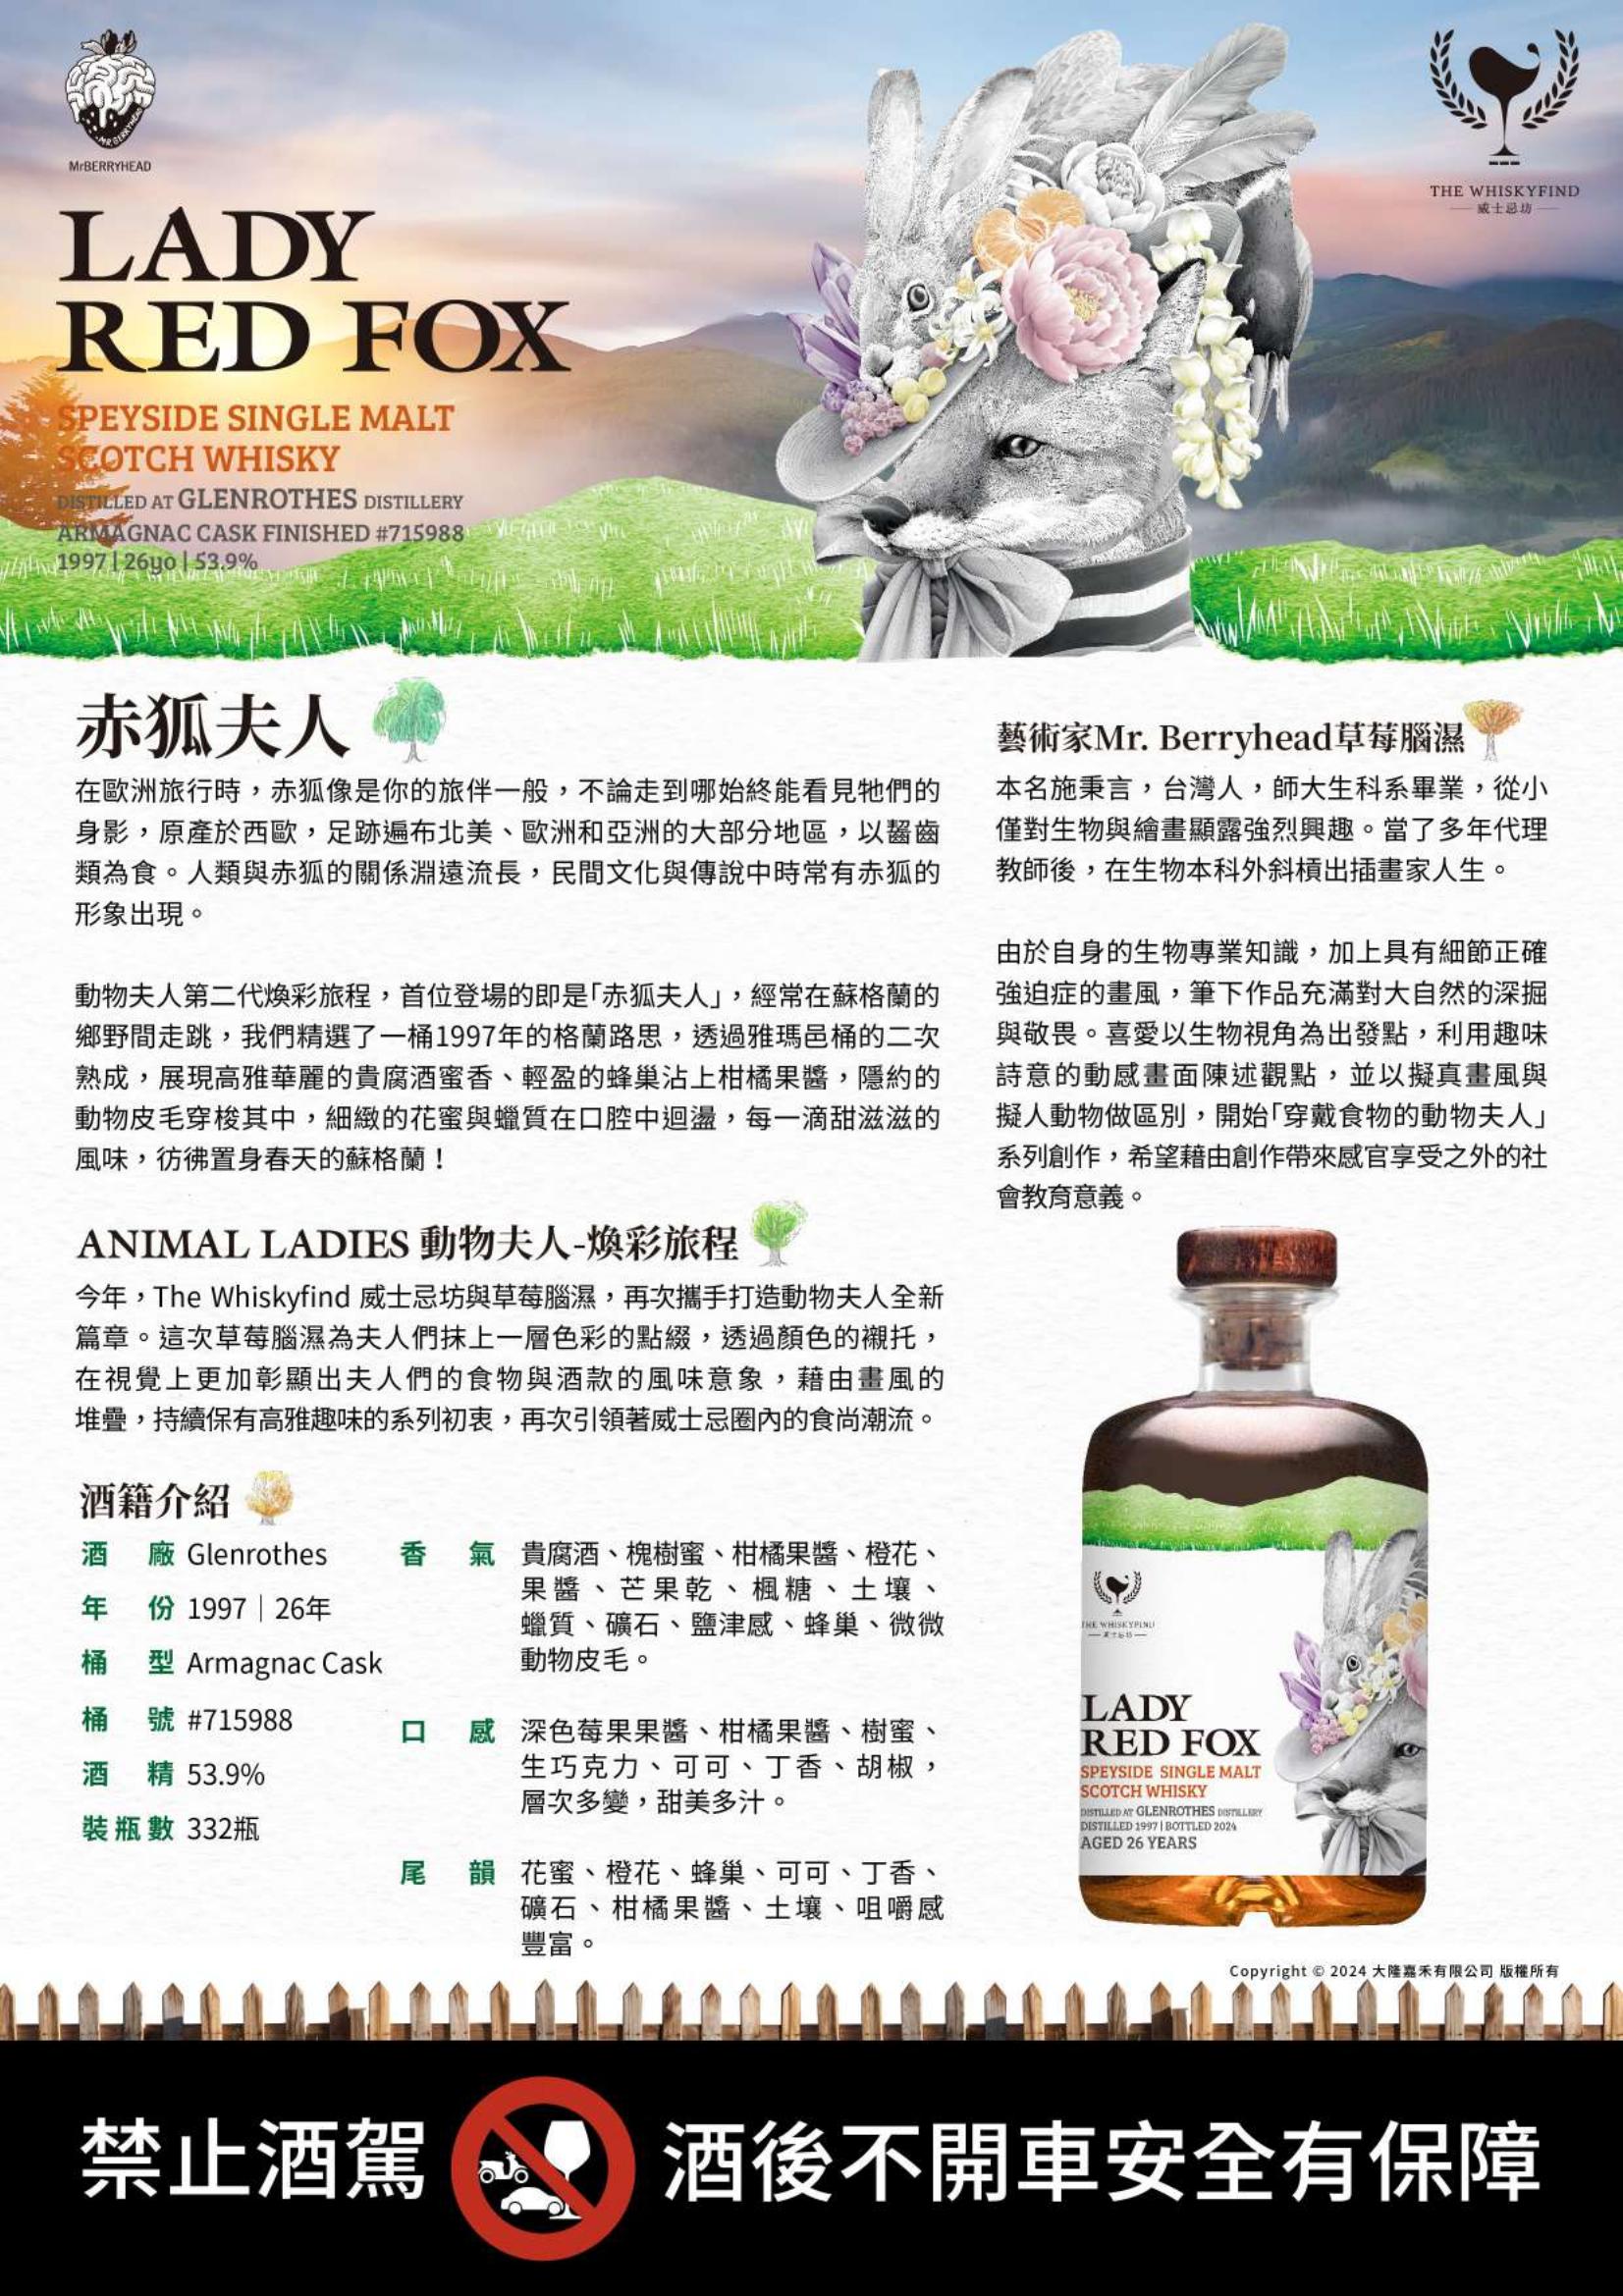 MR.BERRYHEAD
MrBERRYHEAD
THE WHISKYFIND
威士忌坊
LADY
RED FOX
SPEYSIDE SINGLE MALT
SCOTCH WHISKY
DISTILLED AT GLENROTHES DISTILLERY
ARMAGNAC CASK FINISHED #715988
1997 | 26yo | 53.9%
赤狐夫人
在歐洲旅行時，赤狐像是你的旅伴一般，不論走到哪始終能看見牠們的
身影，原產於西歐，足跡遍布北美、歐洲和亞洲的大部分地區，以齧齒
類為食。人類與赤狐的關係淵遠流長，民間文化與傳說中時常有赤狐的
形象出現。
動物夫人第二代煥彩旅程，首位登場的即是「赤狐夫人」，經常在蘇格蘭的
鄉野間走跳，我們精選了一桶1997年的格蘭路思，透過雅瑪邑桶的二次
熟成，展現高雅華麗的貴腐酒蜜香、輕盈的蜂巢沾上柑橘果醬，隱約的
動物皮毛穿梭其中，細緻的花蜜與蠟質在口腔中迴盪，每一滴甜滋滋的
風味，彷彿置身春天的蘇格蘭！
藝術家Mr. Berryhead草莓腦濕
本名施秉言，台灣人，師大生科系畢業，從小
僅對生物與繪畫顯露強烈興趣。當了多年代理
教師後，在生物本科外斜槓出插畫家人生。
由於自身的生物專業知識，加上具有細節正確
強迫症的畫風，筆下作品充滿對大自然的深掘
與敬畏。喜愛以生物視角為出發點，利用趣味
詩意的動感畫面陳述觀點，並以擬真畫風與
擬人動物做區別，開始「穿戴食物的動物夫人」
系列創作，希望藉由創作帶來感官享受之外的社
會教育意義。
ANIMAL LADIES 動物夫人-煥彩旅程
今年，The Whiskyfind 威士忌坊與草莓腦濕，再次攜手打造動物夫人全新
篇章。這次草莓腦濕為夫人們抹上一層色彩的點綴，透過顏色的襯托，
在視覺上更加彰顯出夫人們的食物與酒款的風味意象，藉由畫風的
堆疊，持續保有高雅趣味的系列初衷，再次引領著威士忌圈內的食尚潮流。
酒籍介紹
酒廠 Glenrothes
年份 1997｜26年
桶型 Armagnac Cask
桶號 #715988
酒精 53.9%
裝瓶數 332瓶
香氣 貴腐酒、槐樹蜜、柑橘果醬、橙花、
果醬、芒果乾、楓糖、土壤、
蠟質、礦石、鹽津感、蜂巢、微微
動物皮毛。
口感 深色莓果果醬、柑橘果醬、樹蜜、
生巧克力、可可、丁香、胡椒，
層次多變，甜美多汁。
尾韻 花蜜、橙花、蜂巢、可可、丁香、
礦石、柑橘果醬、土壤、咀嚼感
豐富。
THE WHISKYFIND
威士忌坊
LADY
RED FOX
SPEYSIDE SINGLE MALT
SCOTCH WHISKY
DISTILLED AT GLENROTHES DISTILLERY
DISTILLED 1997 | BOTTLED 2024
AGED 26 YEARS
Copyright © 2024 大隆嘉禾有限公司 版權所有
禁止酒駕 酒後不開車安全有保障